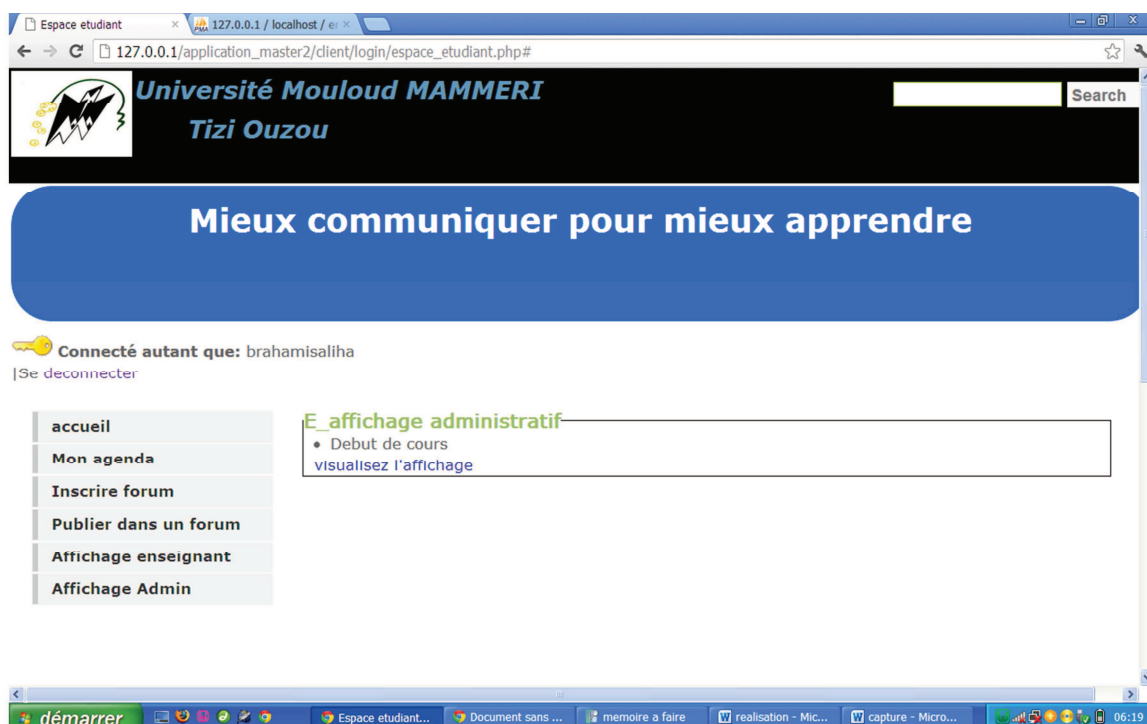 Espace etudiant
127.0.0.1 / localhost / er
127.0.0.1/application_master2/client/login/espace_etudiant.php#
Université Mouloud MAMMERI
Tizi Ouzou
Search
Mieux communiquer pour mieux apprendre
Connecté autant que: brahamisaliha
|Se deconnecter
accueil
Mon agenda
Inscrire forum
Publier dans un forum
Affichage enseignant
Affichage Admin
E_affichage administratif
• Debut de cours
visualisez l'affichage
démarrer
Espace etudiant...
Document sans ...
memoire a faire
realisation - Mic...
capture - Micro...